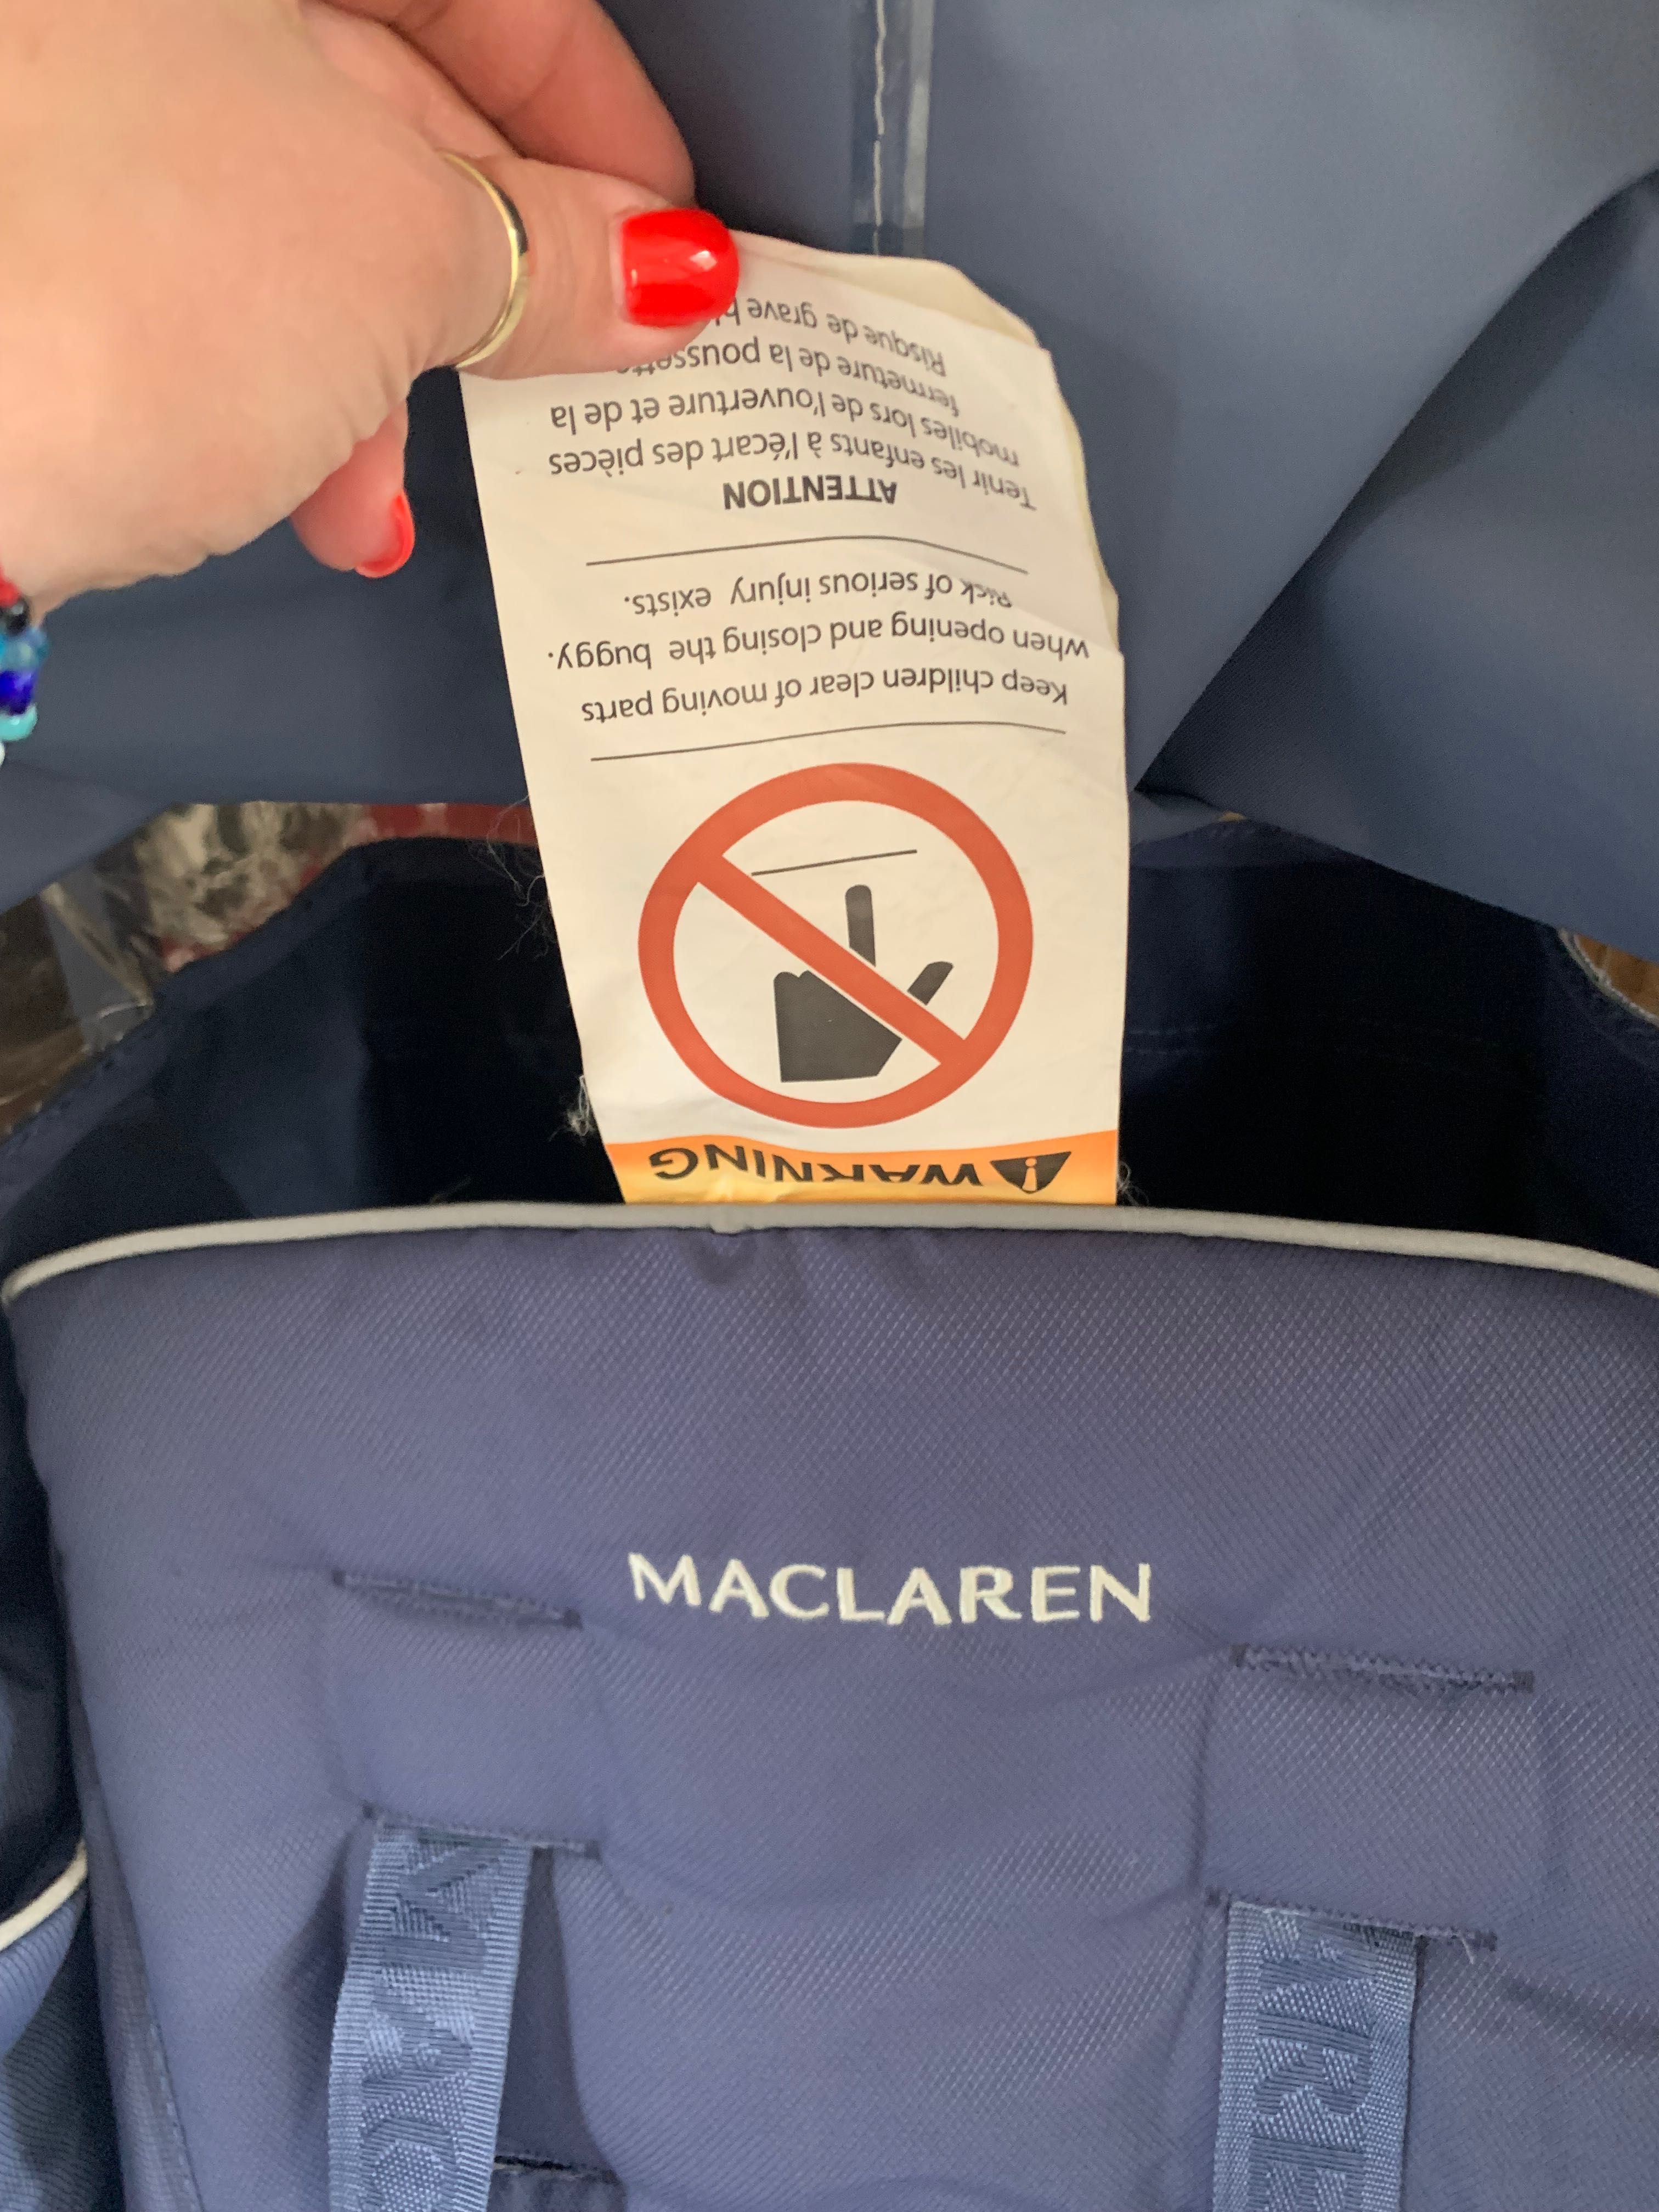 WARNING
Keep children clear of moving parts
when opening and closing the buggy.
Risk of serious injury exists.
ATTENTION
Tenir les enfants à l'écart des pièces
mobiles lors de l'ouverture et de la
fermeture de la poussette
Risque de grave
MACLAREN
MAC